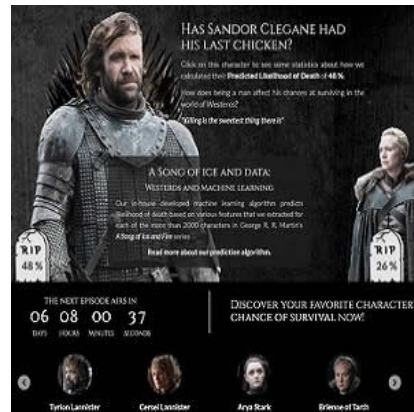 HAS SANDOR CLEGANE HAD
HIS LAST CHICKEN?
Click on this character to see some statistics about how we
calculated their Predicted Likelihood of Death of 48 %.
How does being a man affect his chances at surviving in the
world of Westeros?
"Killing is the sweetest thing there is"
A SONG OF ICE AND DATA:
WESTEROS AND MACHINE LEARNING
Our in-house developed machine learning algorithm predicts
likelihood of death based on various features that we extracted for
each of the more than 2000 characters in George R. R. Martin's
A Song of Ice and Fire series
Read more about our prediction algorithm.
RIP
48 %
RIP
26 %
THE NEXT EPISODE AIRS IN
06 08 00 37
DAYS HOURS MINUTES SECONDS
DISCOVER YOUR FAVORITE CHARACTER
CHANCE OF SURVIVAL NOW!
Tyrion Lannister
Cersei Lannister
Arya Stark
Brienne of Tarth